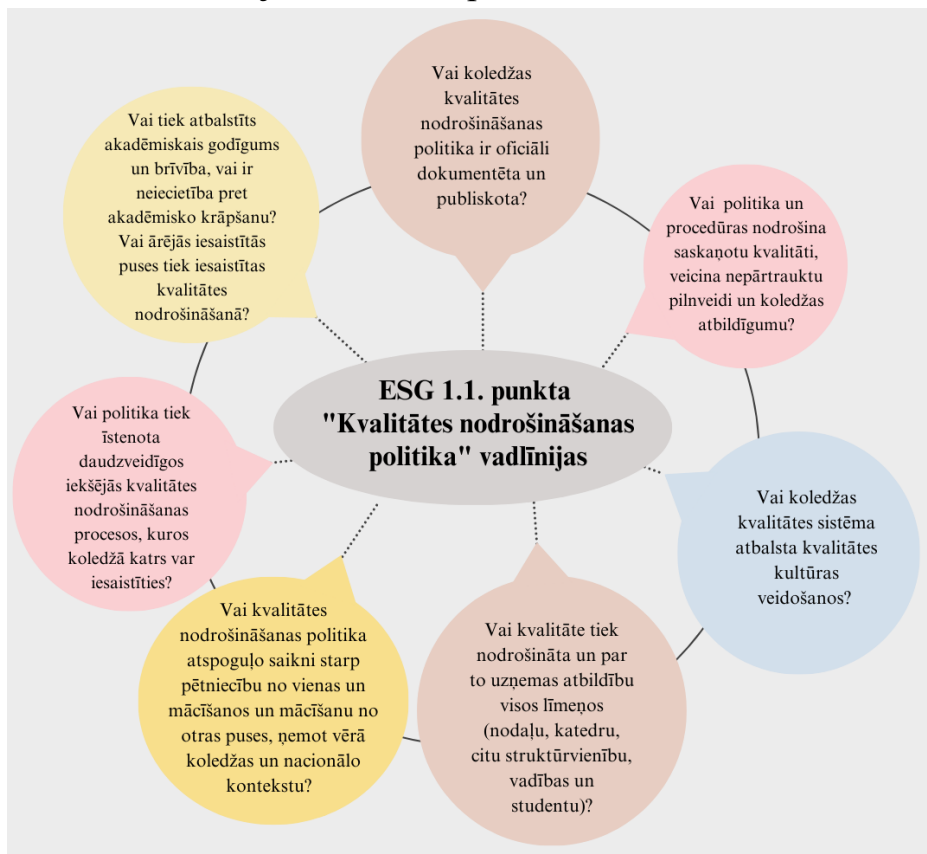 Vai koledžas
kvalitātes
nodrošināšanas
politika ir oficiāli
dokumentēta un
publiskota?
Vai politika un
procedūras nodrošina
saskaņotu kvalitāti,
veicina nepārtrauktu
pilnveidi un koledžas
atbildīgumu?
Vai koledžas
kvalitātes sistēma
atbalsta kvalitātes
kultūras
veidošanos?
Vai kvalitāte tiek
nodrošināta un par
to uzņemas atbildību
visos līmeņos
(nodaļu, katedru,
citu struktūrvienību,
vadības un
studentu)?
Vai kvalitātes
nodrošināšanas politika
atspoguļo saikni starp
pētniecību no vienas un
mācīšanos un mācīšanu no
otras puses, ņemot vērā
koledžas un nacionālo
kontekstu?
Vai politika tiek
īstenota
daudzveidīgos
iekšējās kvalitātes
nodrošināšanas
procesos, kuros
koledžā katrs var
iesaistīties?
Vai tiek atbalstīts
akadēmiskais godīgums
un brīvība, vai ir
neiecietība pret
akadēmisko krāpšanu?
Vai ārējās iesaistītās
puses tiek iesaistītas
kvalitātes
nodrošināšanā?
ESG 1.1. punkta
"Kvalitātes nodrošināšanas
politika" vadlīnijas